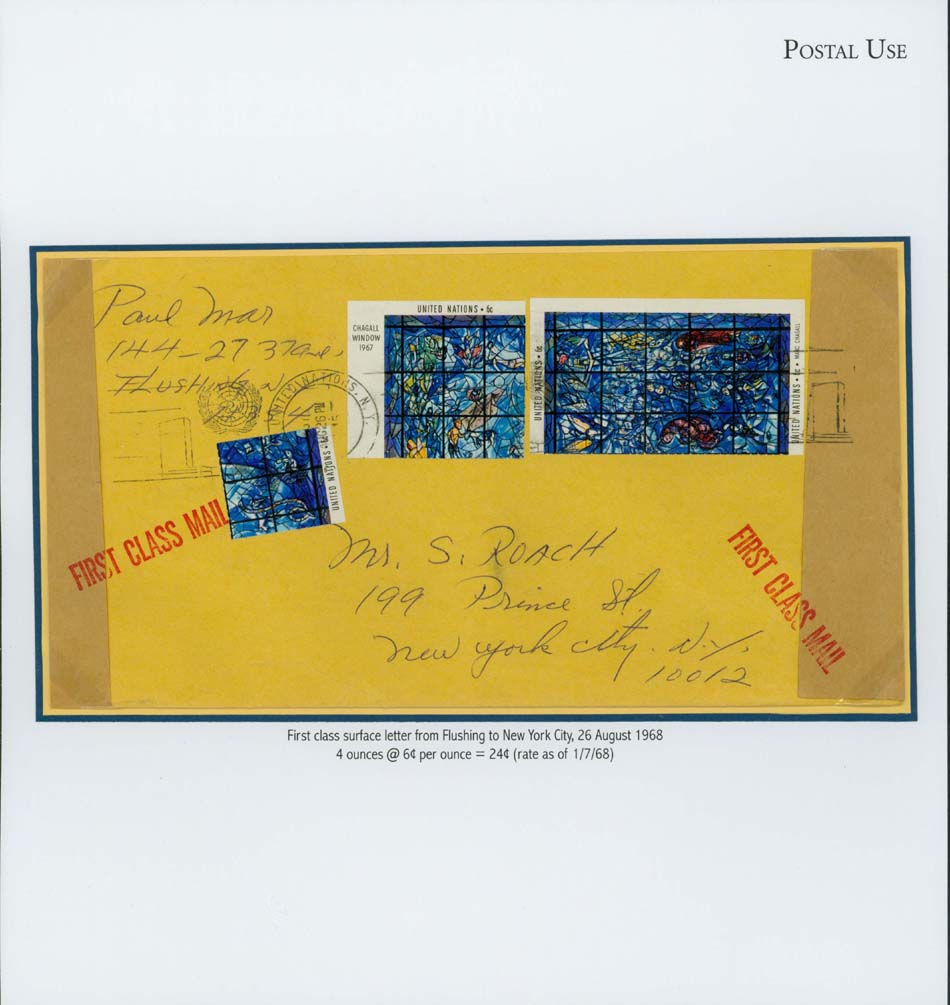 POSTAL USE
Paul Mar
144-27 37 Ave,
FLUSHING N
UNITED NATIONS, N.Y.
26 PM
UNITED NATIONS • 6c
CHAGALL
WINDOW
1967
UNITED NATIONS • 6c
UNITED NATIONS • 6c • MARC CHAGALL
UNITED NATIONS •
FIRST CLASS MAIL
FIRST CLASS MAIL
Mr. S. ROACH
199 Prince St.
New York City. N.Y.
10012
First class surface letter from Flushing to New York City, 26 August 1968
4 ounces @ 6¢ per ounce = 24¢ (rate as of 1/7/68)